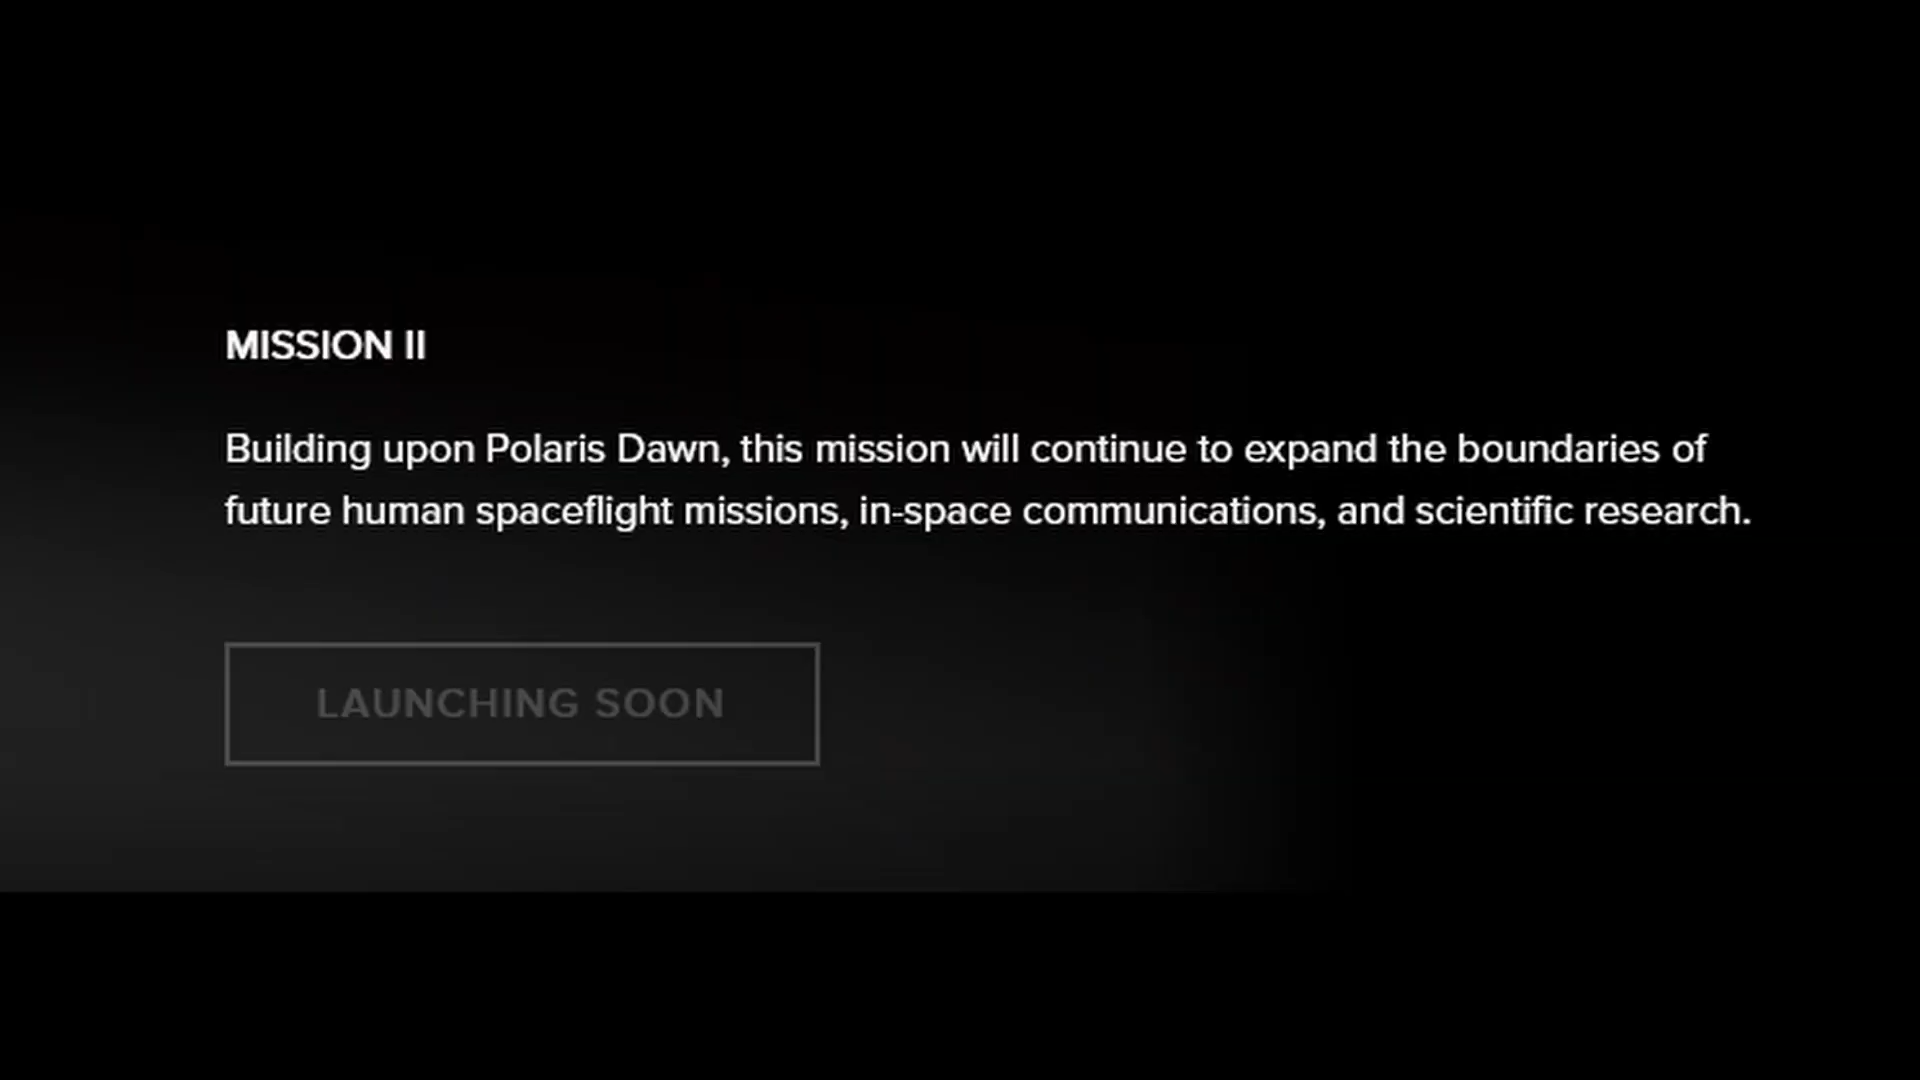 MISSION II
Building upon Polaris Dawn, this mission will continue to expand the boundaries of
future human spaceflight missions, in-space communications, and scientific research.
LAUNCHING SOON